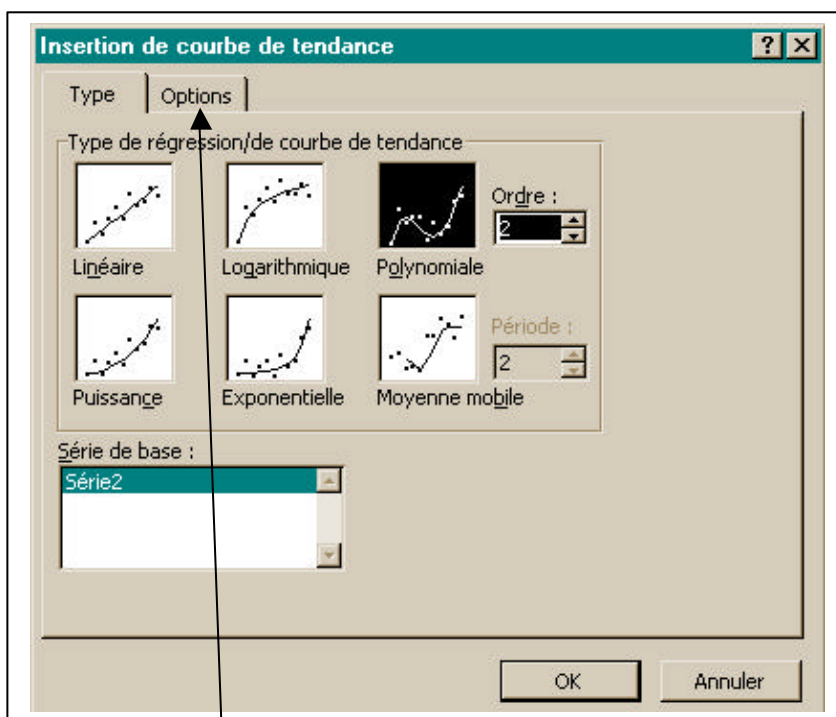 Insertion de courbe de tendance
Type Options
Type de régression/de courbe de tendance
Ordre :
2
Linéaire Logarithmique Polynomiale
Période :
2
Puissance Exponentielle Moyenne mobile
Série de base :
Série2
OK Annuler